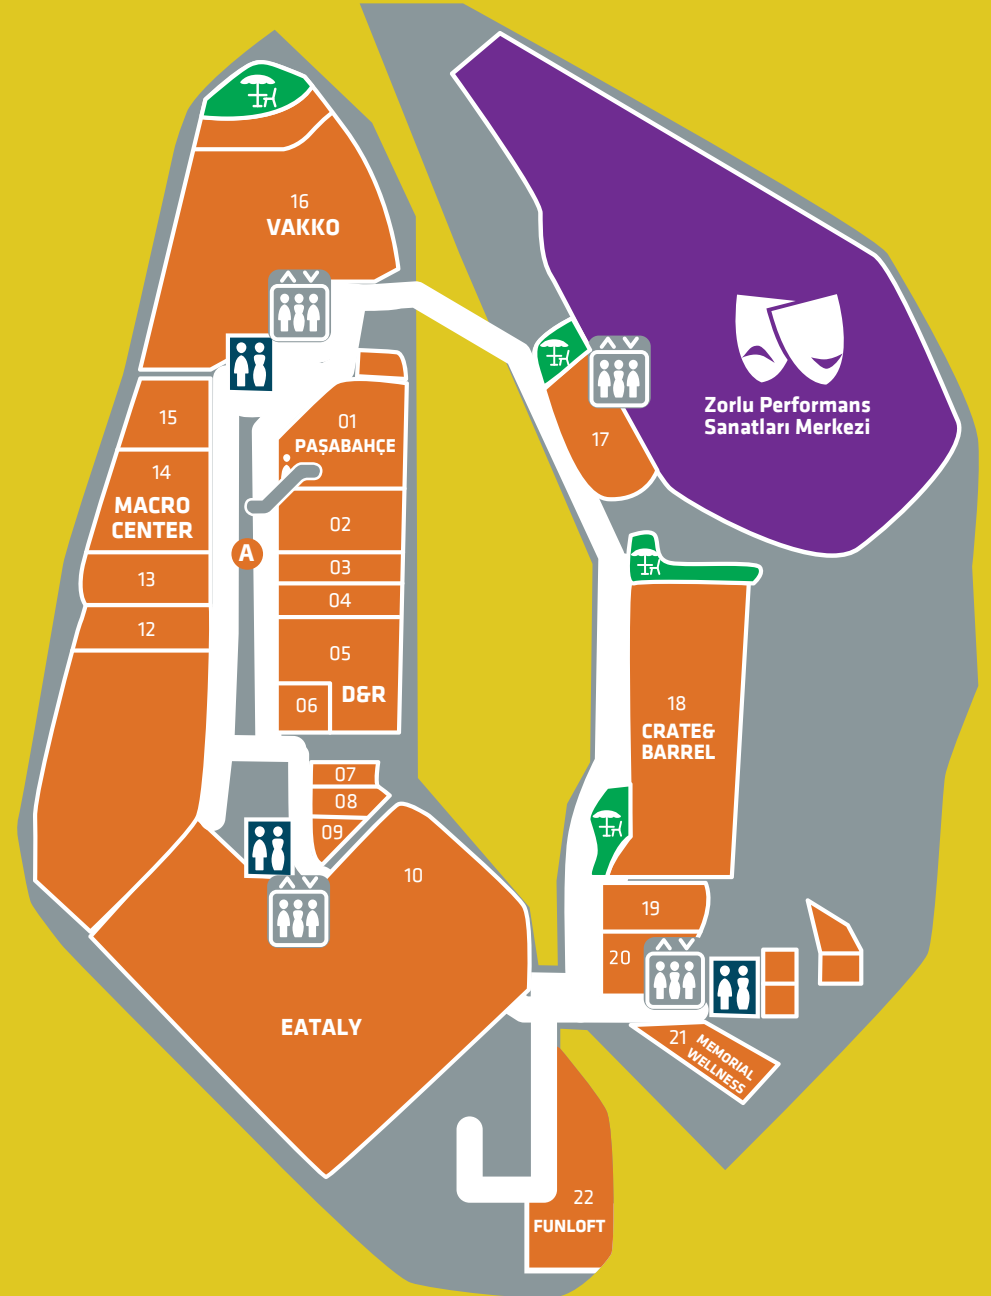 16
VAKKO
Zorlu Performans
Sanatları Merkezi
15
01
PAŞABAHÇE
17
14
MACRO
CENTER
02
A
03
13
04
12
05
D&R
06
18
CRATE&
BARREL
07
08
09
10
19
20
EATALY
21
MEMORIAL
WELLNESS
22
FUNLOFT